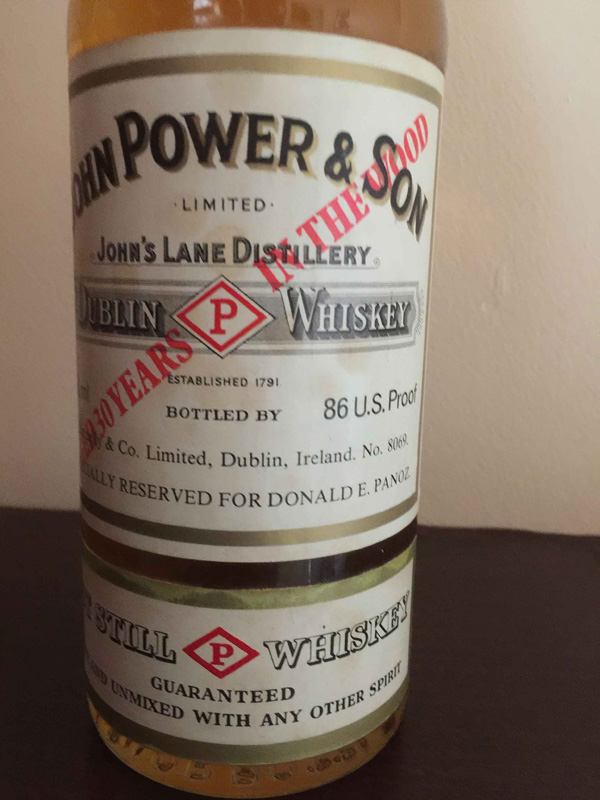 JOHN POWER & SON
·LIMITED·
JOHN'S LANE DISTILLERY
DUBLIN P WHISKEY
30 YEARS IN THE WOOD
ESTABLISHED 1791
ml
BOTTLED BY 86 U.S. Proof
& Co. Limited, Dublin, Ireland. No. 8069.
RESERVED FOR DONALD E. PANOZ
STILL P WHISKEY
GUARANTEED
AND UNMIXED WITH ANY OTHER SPIRIT